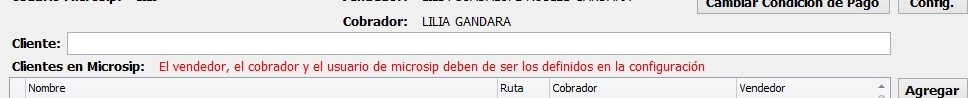 Cambiar Condición de Pago Config.
Cobrador: LILIA GANDARA
Cliente:
Clientes en Microsip: El vendedor, el cobrador y el usuario de microsip deben de ser los definidos en la configuración
Nombre Ruta Cobrador Vendedor Agregar